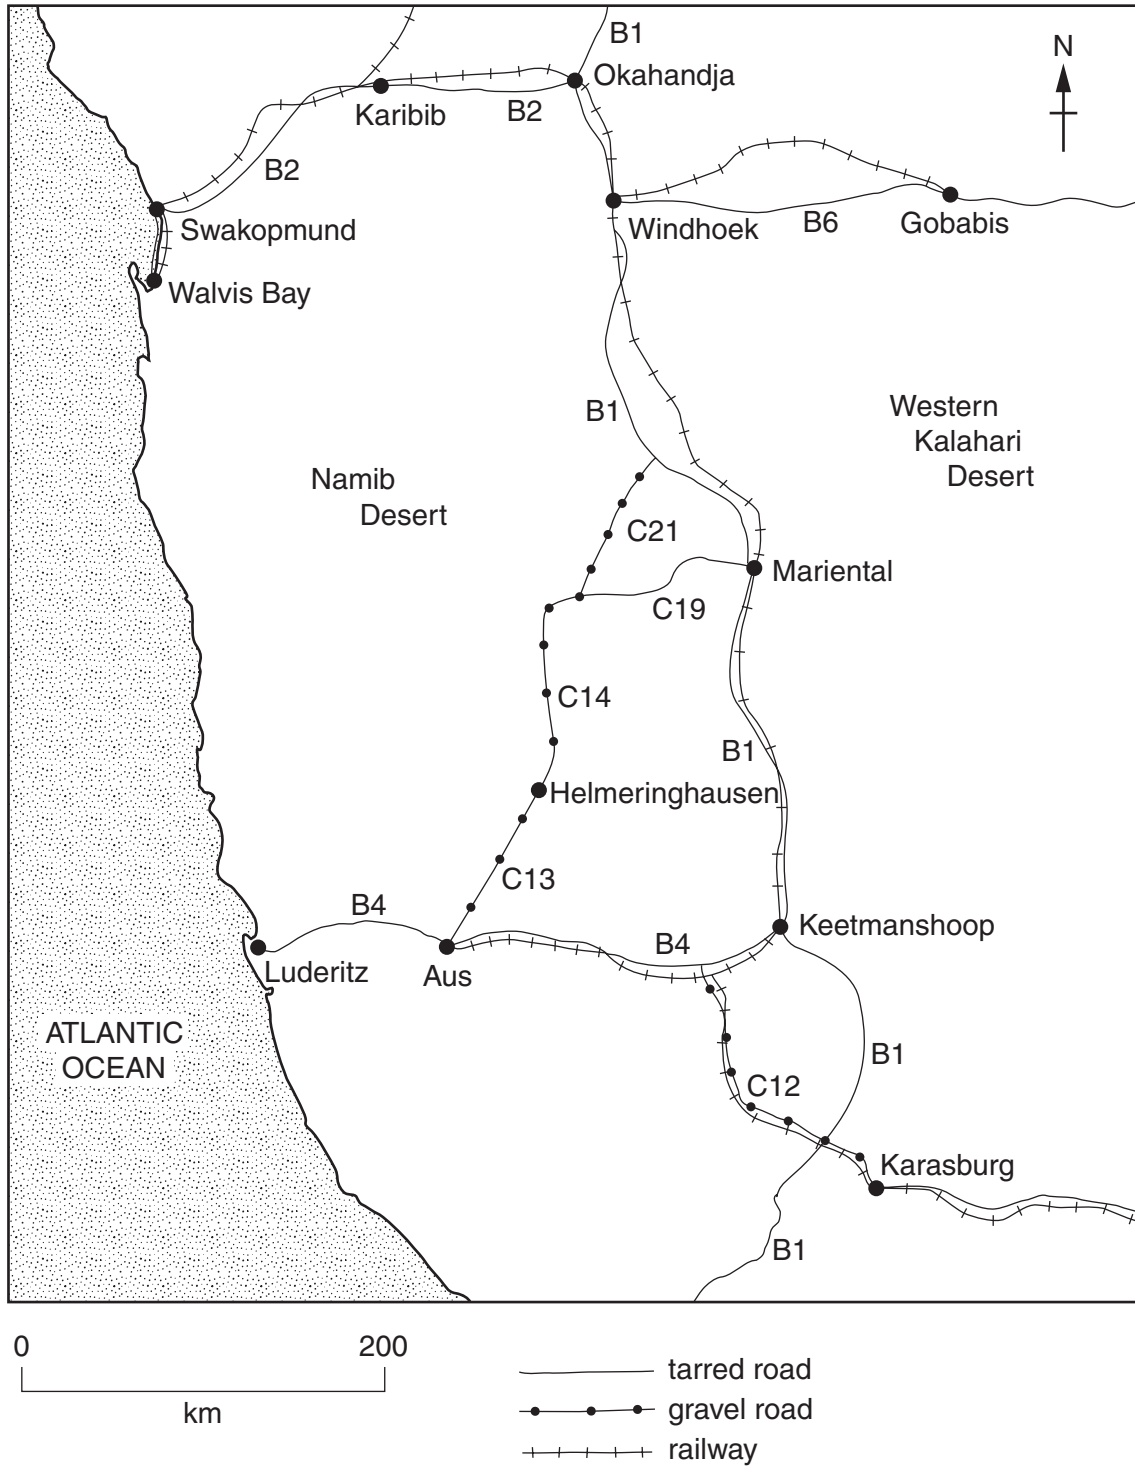 B1
N
Okahandja
Karibib
B2
B2
Swakopmund
Windhoek
B6
Gobabis
Walvis Bay
B1
Western
Kalahari
Desert
Namib
Desert
C21
Mariental
C19
C14
B1
Helmeringhausen
C13
B4
Keetmanshoop
B4
Luderitz
Aus
ATLANTIC
OCEAN
B1
C12
Karasburg
B1
0
200
km
tarred road
gravel road
railway